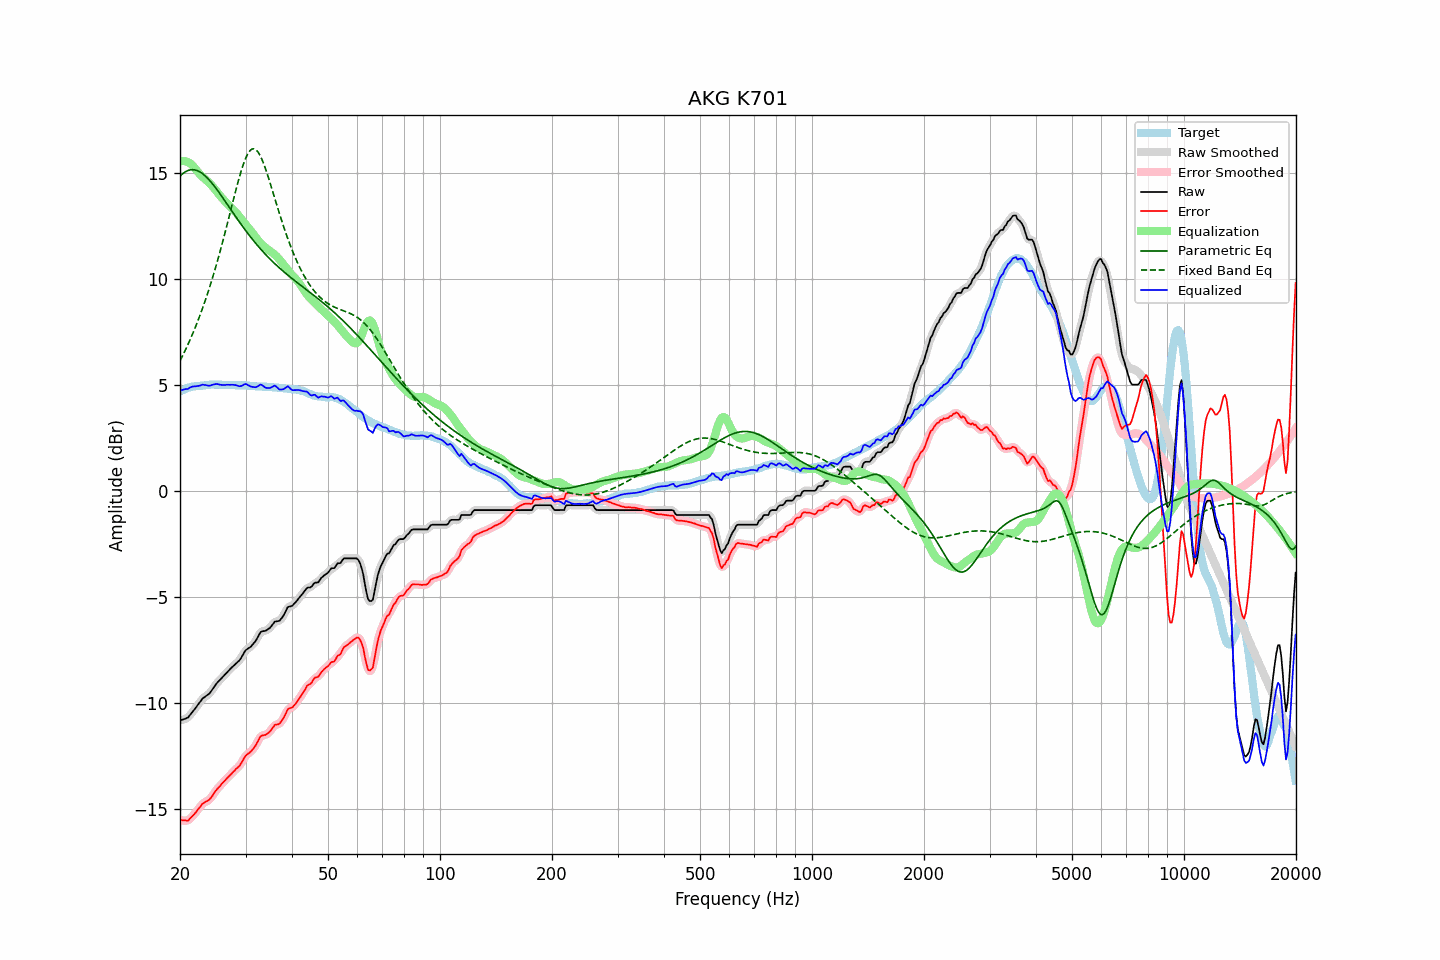 AKG K701
Amplitude (dBr)
15
10
5
0
−5
−10
−15
20 50 100 200 500 1000 2000 5000 10000 20000
Frequency (Hz)
Target
Raw Smoothed
Error Smoothed
Raw
Error
Equalization
Parametric Eq
Fixed Band Eq
Equalized